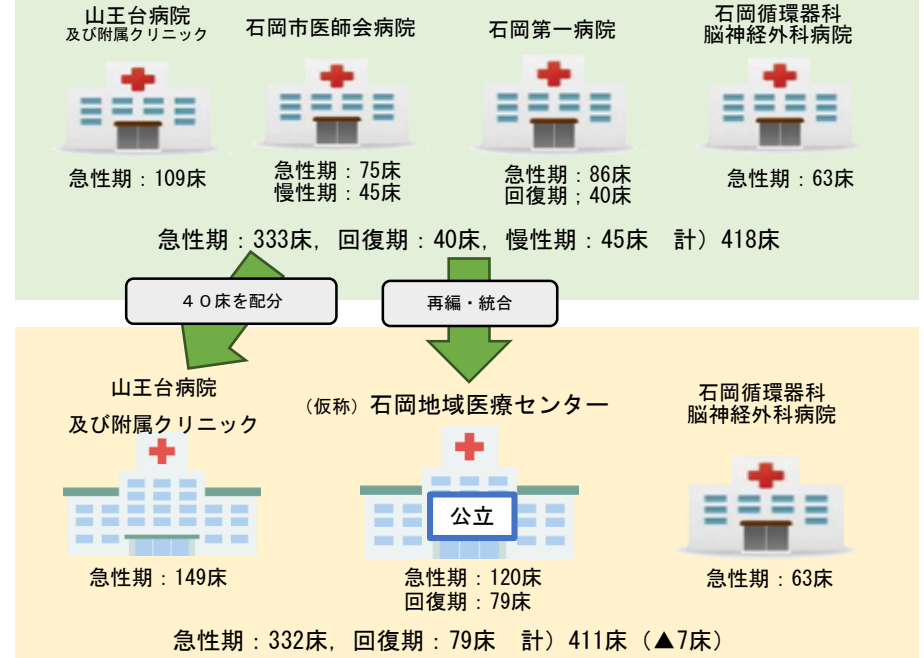 山王台病院
及び附属クリニック
石岡市医師会病院
石岡第一病院
石岡循環器科
脳神経外科病院
急性期：109床
急性期：75床
慢性期：45床
急性期：86床
回復期；40床
急性期：63床
急性期：333床，回復期：40床，慢性期：45床　計）418床
４０床を配分
再編・統合
山王台病院
及び附属クリニック
（仮称）石岡地域医療センター
石岡循環器科
脳神経外科病院
公立
急性期：149床
急性期：120床
回復期：79床
急性期：63床
急性期：332床，回復期：79床　計）411床（▲7床）